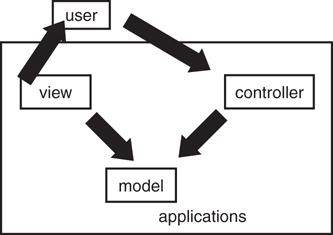 user
view
controller
model
applications